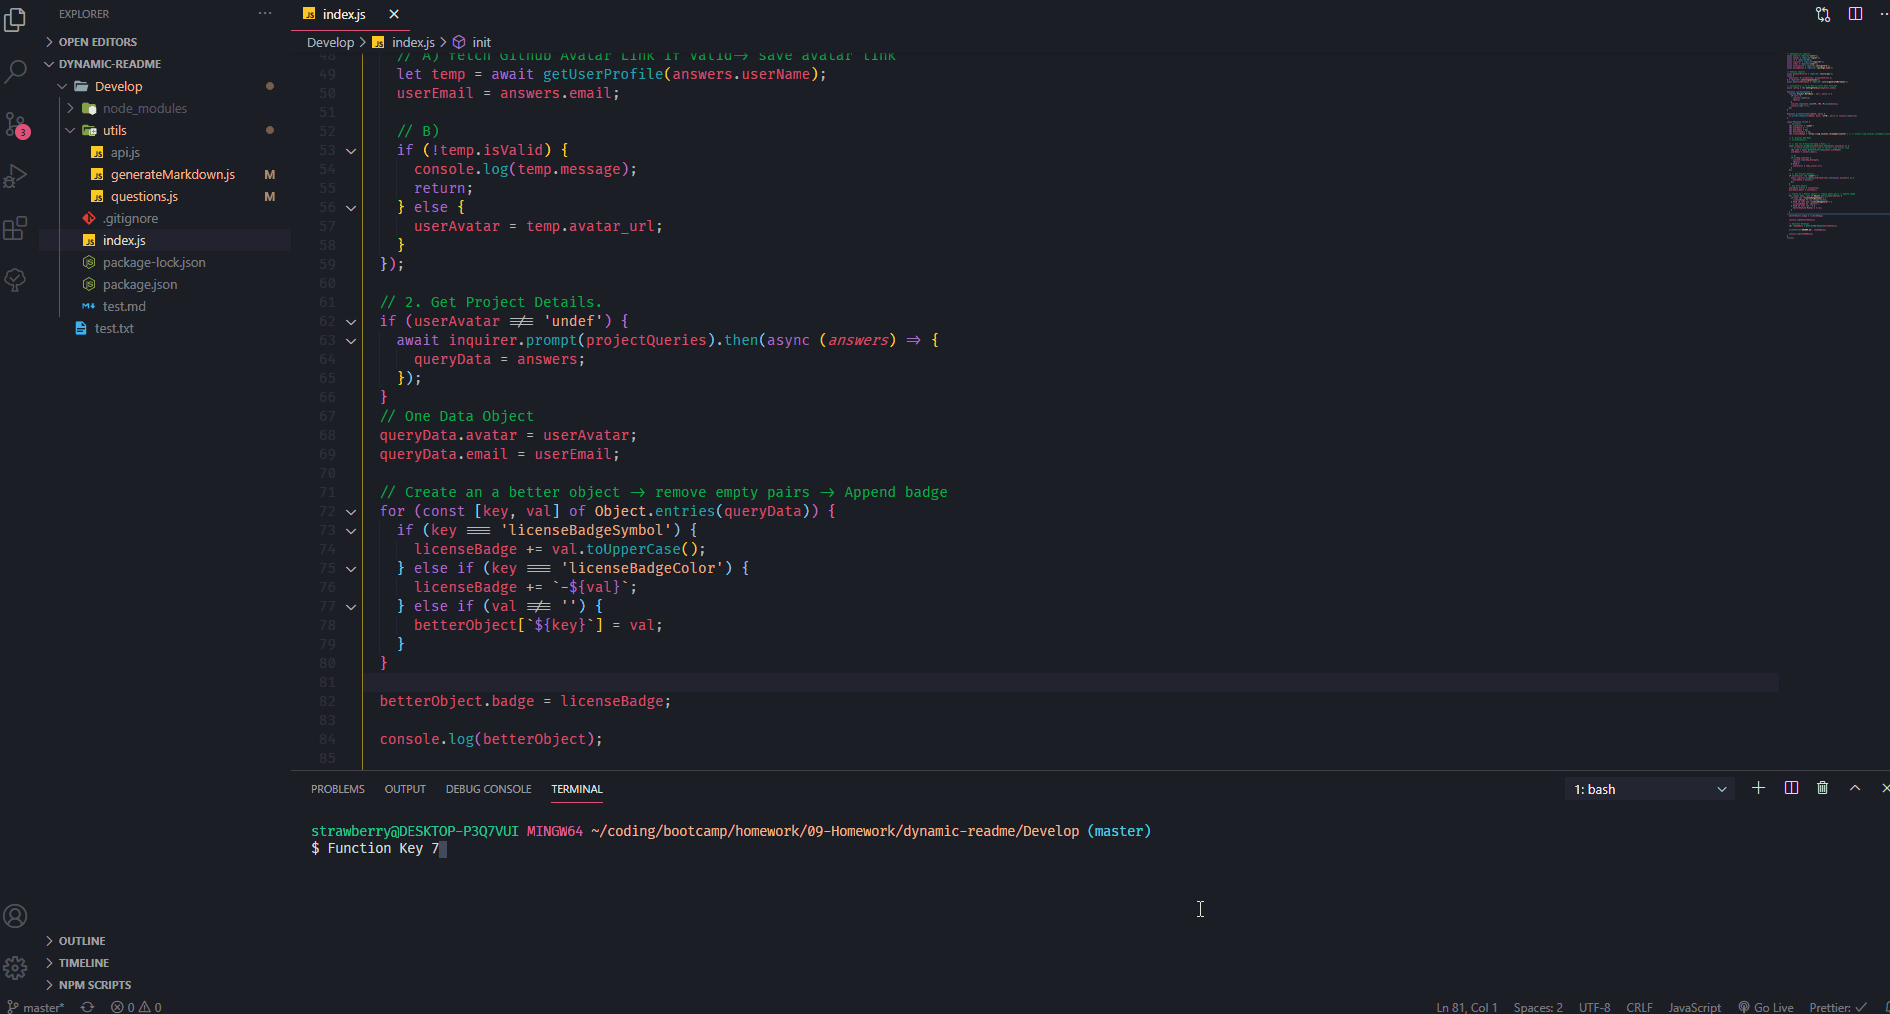 EXPLORER
OPEN EDITORS
DYNAMIC-README
Develop
node_modules
utils
api.js
generateMarkdown.js M
questions.js M
.gitignore
index.js
package-lock.json
package.json
test.md
test.txt
OUTLINE
TIMELINE
NPM SCRIPTS
3
index.js
Develop > index.js > init
48 // A) fetch Github Avatar Link if Valid-> save avatar link
49 let temp = await getUserProfile(answers.userName);
50 userEmail = answers.email;
51
52 // B)
53 if (!temp.isValid) {
54 console.log(temp.message);
55 return;
56 } else {
57 userAvatar = temp.avatar_url;
58 }
59 });
60
61 // 2. Get Project Details.
62 if (userAvatar !== 'undef') {
63 await inquirer.prompt(projectQueries).then(async (answers) => {
64 queryData = answers;
65 });
66 }
67 // One Data Object
68 queryData.avatar = userAvatar;
69 queryData.email = userEmail;
70
71 // Create an a better object -> remove empty pairs -> Append badge
72 for (const [key, val] of Object.entries(queryData)) {
73 if (key === 'licenseBadgeSymbol') {
74 licenseBadge += val.toUpperCase();
75 } else if (key === 'licenseBadgeColor') {
76 licenseBadge += `-${val}`;
77 } else if (val !== '') {
78 betterObject[`${key}`] = val;
79 }
80 }
81
82 betterObject.badge = licenseBadge;
83
84 console.log(betterObject);
85
PROBLEMS OUTPUT DEBUG CONSOLE TERMINAL 1: bash
strawberry@DESKTOP-P3Q7VUI MINGW64 ~/coding/bootcamp/homework/09-Homework/dynamic-readme/Develop (master)
$ Function Key 7
master* 0 0 Ln 81, Col 1 Spaces: 2 UTF-8 CRLF JavaScript Go Live Prettier: ✓